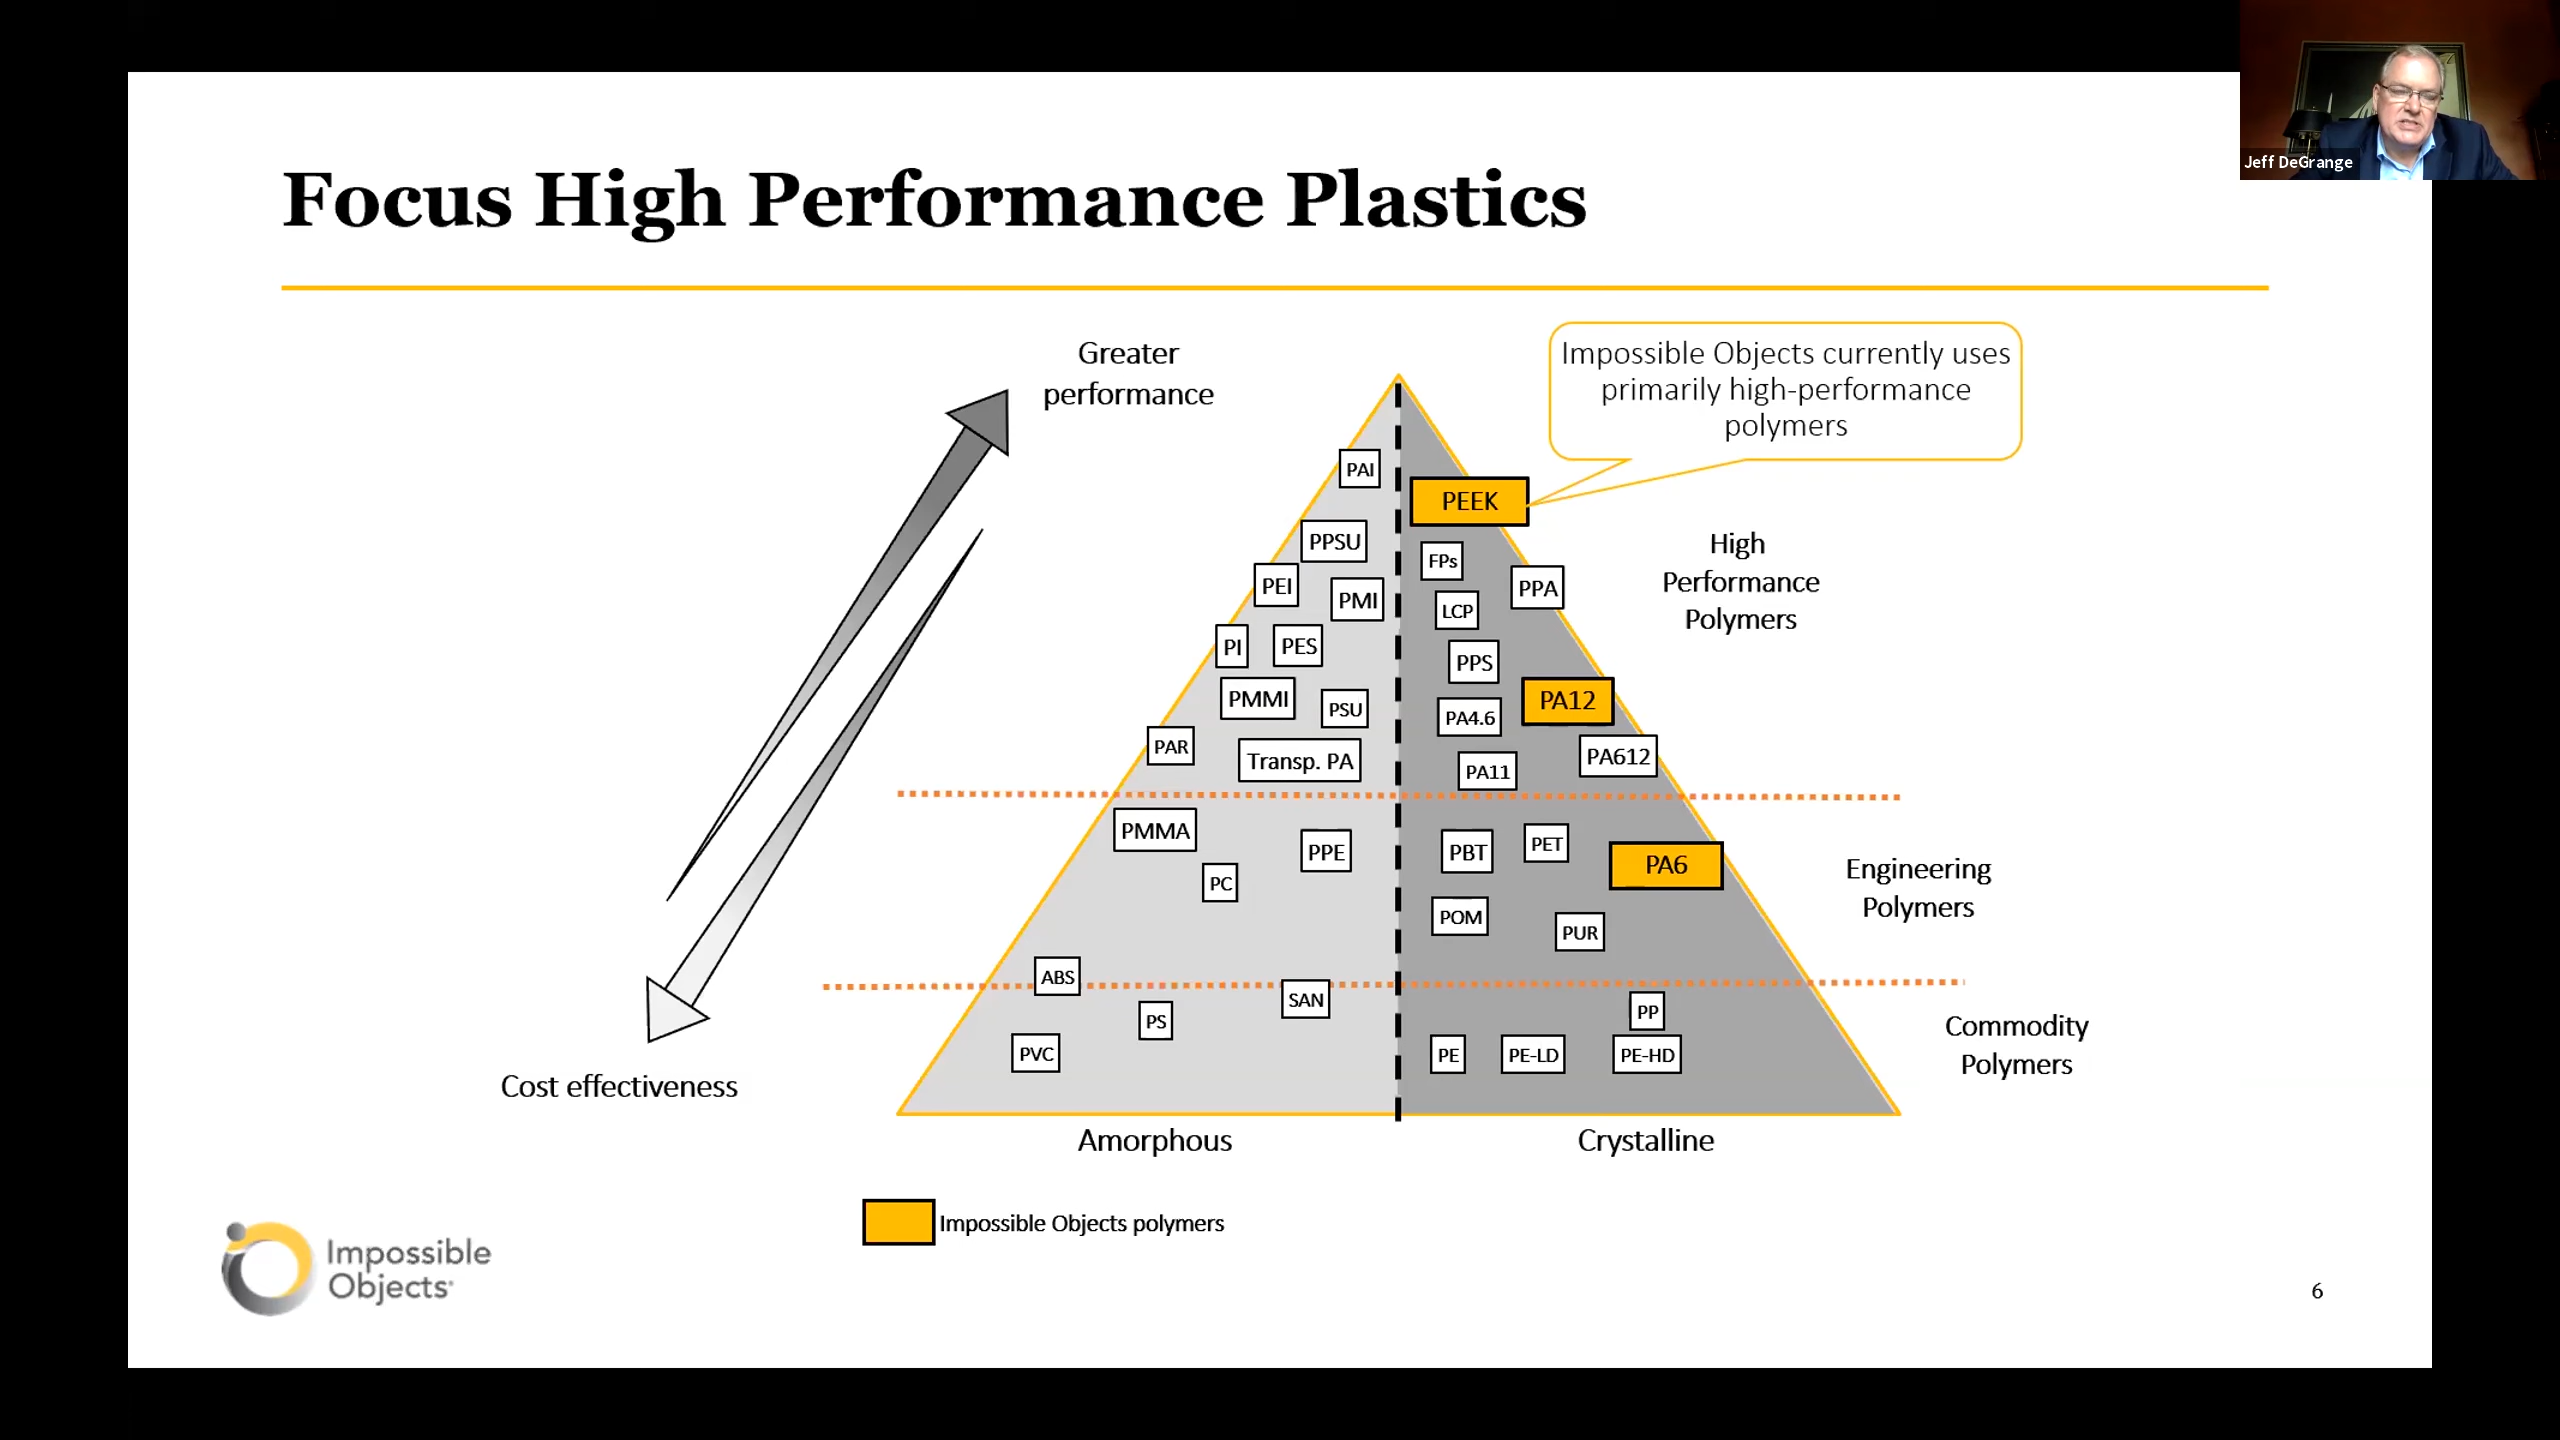 Jeff DeGrange
Focus High Performance Plastics
Greater
performance
Impossible Objects currently uses
primarily high-performance
polymers
PAI
PEEK
PPSU
FPs
PEI
PMI
PPA
LCP
High
Performance
Polymers
PI
PES
PPS
PMMI
PSU
PA4.6
PA12
PAR
Transp. PA
PA11
PA612
PMMA
PPE
PC
PBT
PET
PA6
POM
PUR
Engineering
Polymers
ABS
SAN
PS
PVC
PP
PE
PE-LD
PE-HD
Commodity
Polymers
Cost effectiveness
Amorphous
Crystalline
Impossible Objects polymers
Impossible
Objects
6